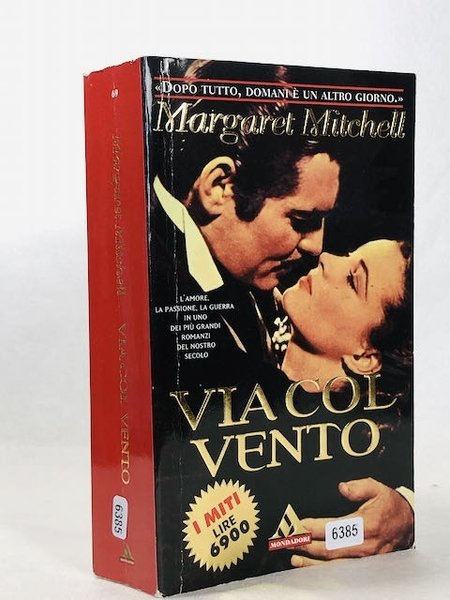 «DOPO TUTTO, DOMANI È UN ALTRO GIORNO.»
Margaret Mitchell
L'AMORE,
LA PASSIONE, LA GUERRA
IN UNO
DEI PIÙ GRANDI
ROMANZI
DEL NOSTRO
SECOLO
VIA COL
VENTO
I MITI
LIRE
6900
MONDADORI
6385
69
Margaret Mitchell VIA COL VENTO
6385